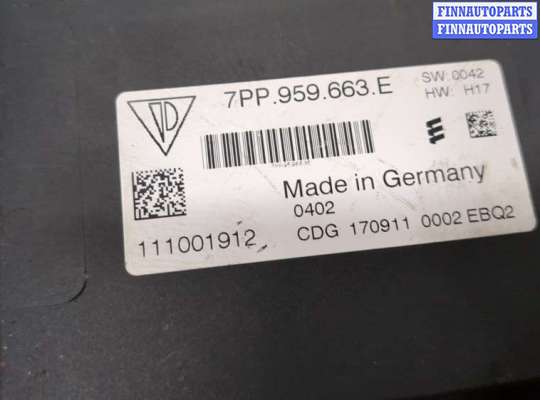 FINNAUTOPARTS
FINNAUTOPARTS
7PP.959.663.E
SW:0042
HW: H17
Made in Germany
0402
111001912
CDG 170911 0002 EBQ2